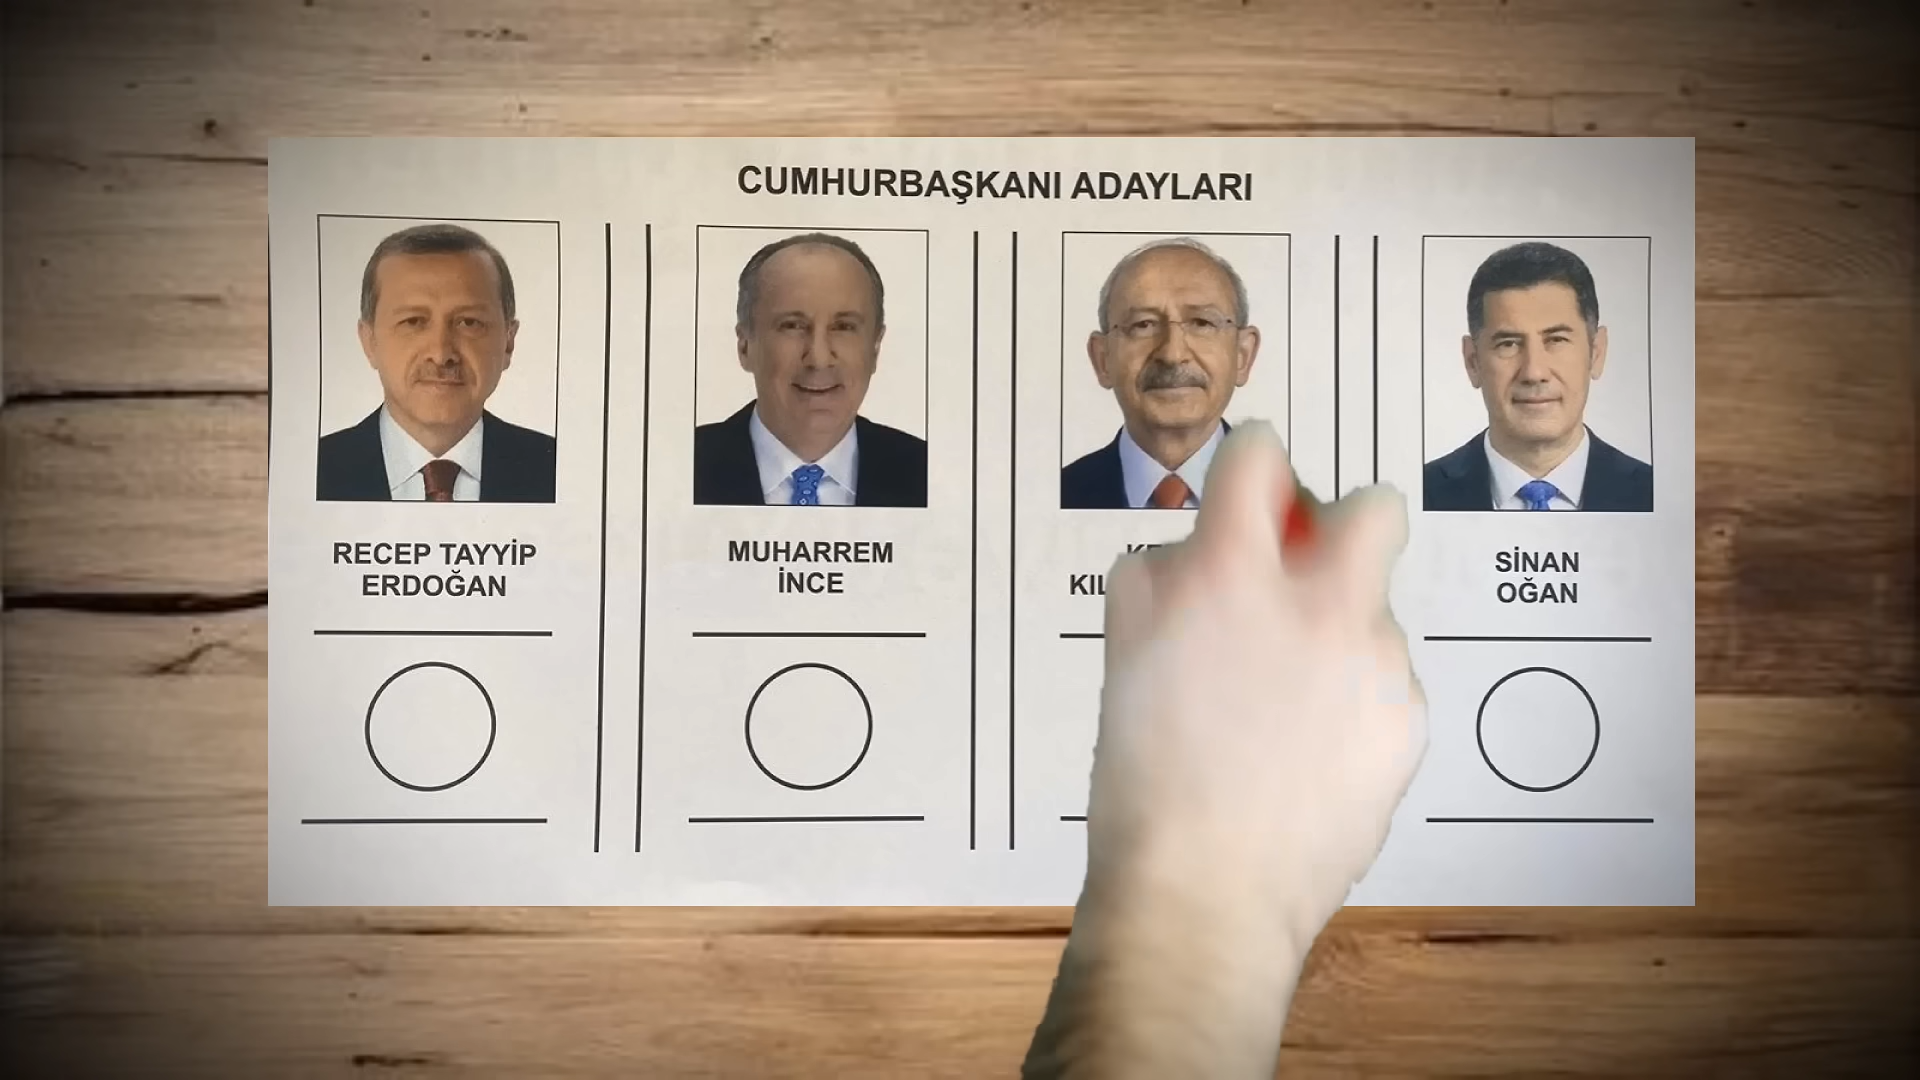 CUMHURBAŞKANI ADAYLARI
RECEP TAYYİP
ERDOĞAN
MUHARREM
İNCE
SİNAN
OĞAN